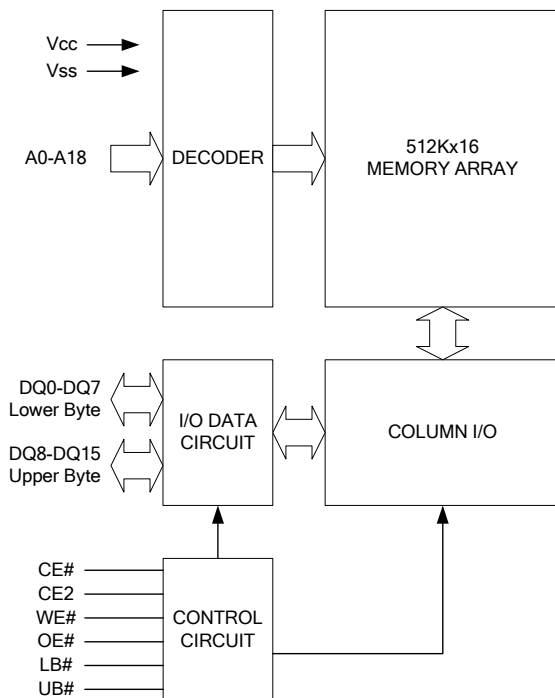 Vcc
Vss
A0-A18
DECODER
512Kx16
MEMORY ARRAY
DQ0-DQ7
Lower Byte
DQ8-DQ15
Upper Byte
I/O DATA
CIRCUIT
COLUMN I/O
CE#
CE2
WE#
OE#
LB#
UB#
CONTROL
CIRCUIT